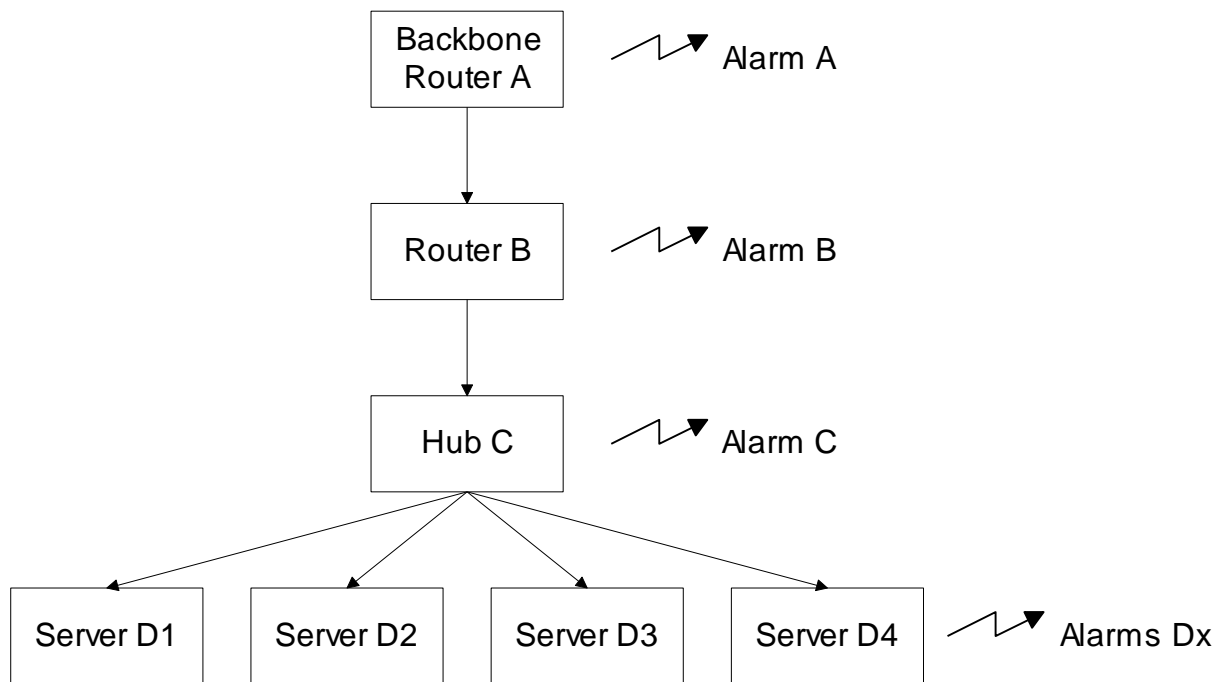 Backbone
Router A
Alarm A
Router B
Alarm B
Hub C
Alarm C
Server D1
Server D2
Server D3
Server D4
Alarms Dx